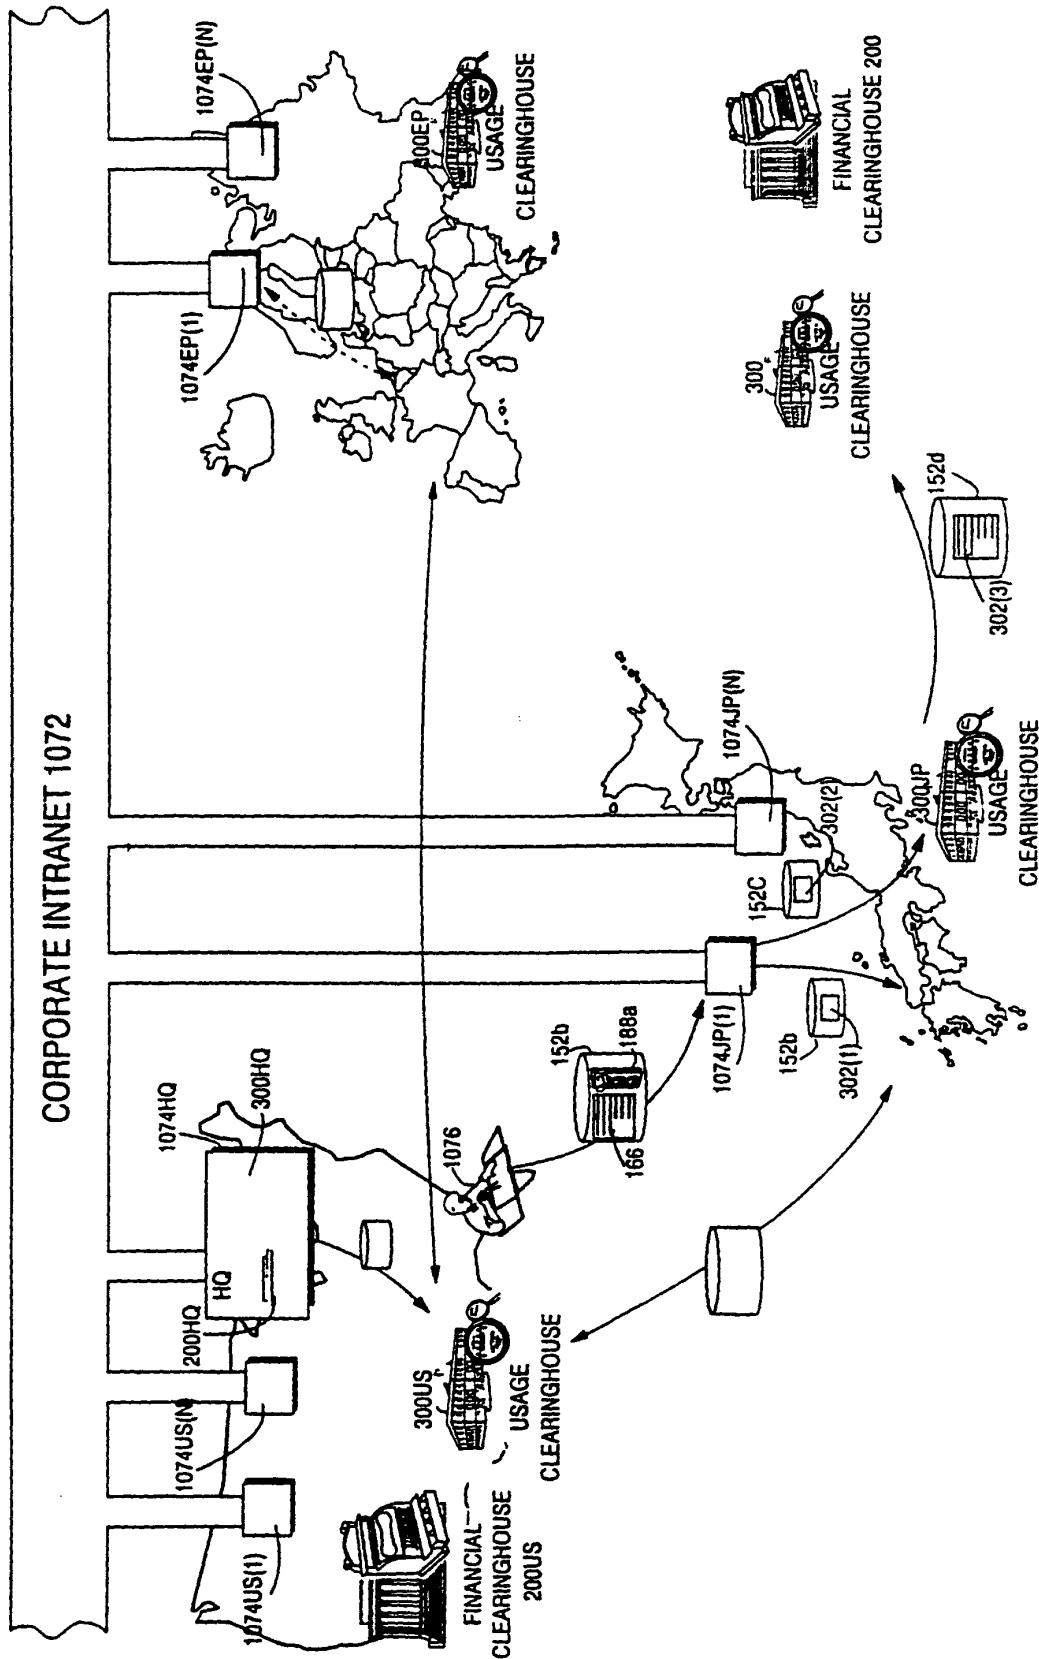 CORPORATE INTRANET 1072
1074US(1)
1074US(N)
200HQ
HQ
1074HQ
300HQ
1074EP(1)
1074EP(N)
FINANCIAL
CLEARINGHOUSE
200US
300US
USAGE
CLEARINGHOUSE
1076
152b
188a
166
1074JP(1)
1074JP(N)
152b
302(1)
152C
302(2)
300JP
USAGE
CLEARINGHOUSE
152d
302(3)
300EP
USAGE
CLEARINGHOUSE
300
USAGE
CLEARINGHOUSE
FINANCIAL
CLEARINGHOUSE 200